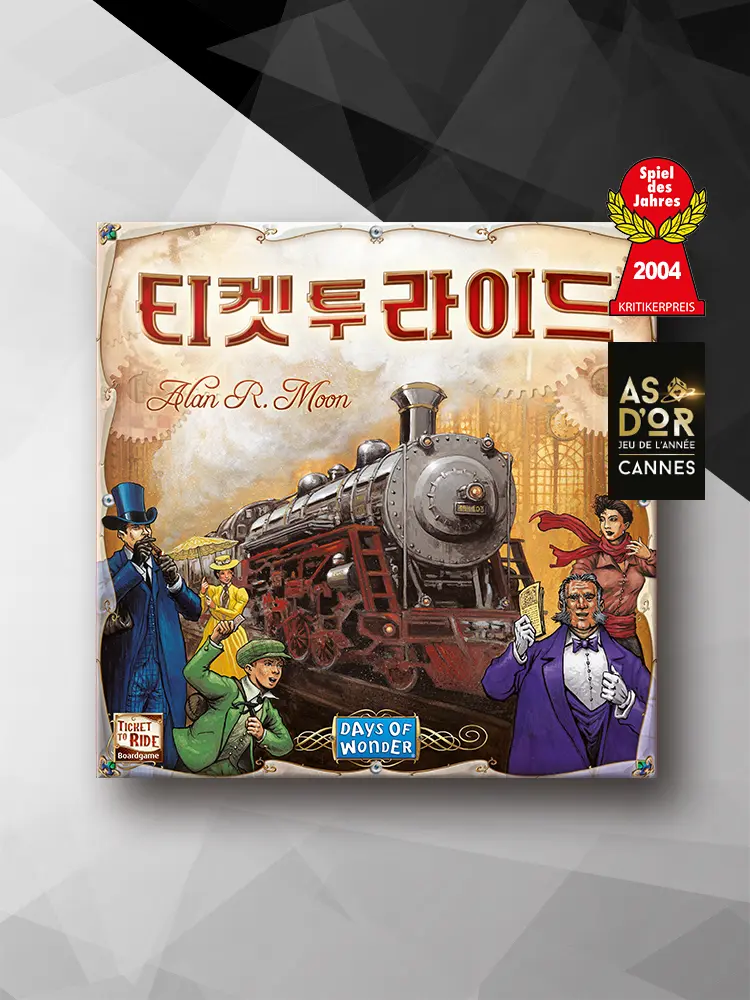 Spiel
des
Jahres
2004
KRITIKERPREIS
티켓 투 라이드
Alan R. Moon
AS
D'OR
JEU DE L'ANNÉE
CANNES
TICKET
TO RIDE
Boardgame
DAYS OF
WONDER